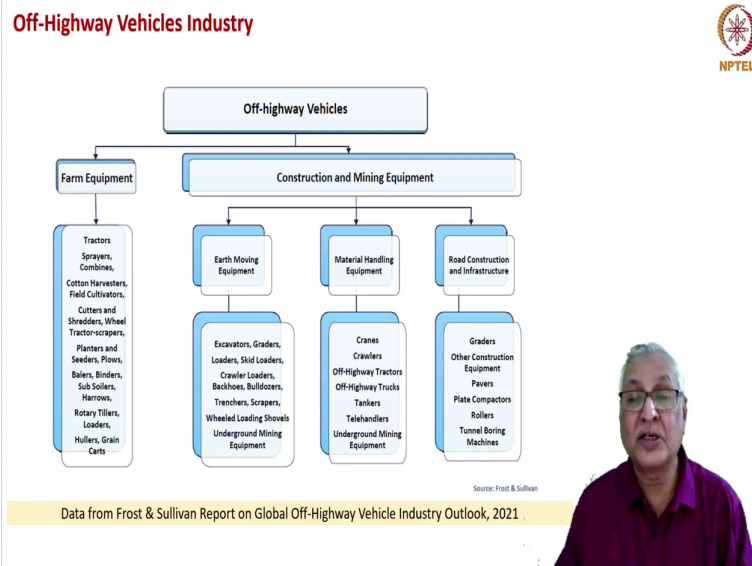 Off-Highway Vehicles Industry
NPTEL
Off-highway Vehicles
Farm Equipment
Construction and Mining Equipment
Tractors
Sprayers,
Combines,
Cotton Harvesters,
Field Cultivators,
Cutters and
Shredders, Wheel
Tractor-scrapers,
Planters and
Seeders, Plows,
Balers, Binders,
Sub Soilers,
Harrows,
Rotary Tillers,
Loaders,
Hullers, Grain
Carts
Earth Moving
Equipment
Excavators, Graders,
Loaders, Skid Loaders,
Crawler Loaders,
Backhoes, Bulldozers,
Trenchers, Scrapers,
Wheeled Loading Shovels
Underground Mining
Equipment
Material Handling
Equipment
Cranes
Crawlers
Off-Highway Tractors
Off-Highway Trucks
Tankers
Telehandlers
Underground Mining
Equipment
Road Construction
and Infrastructure
Graders
Other Construction
Equipment
Pavers
Plate Compactors
Rollers
Tunnel Boring
Machines
Source: Frost & Sullivan
Data from Frost & Sullivan Report on Global Off-Highway Vehicle Industry Outlook, 2021